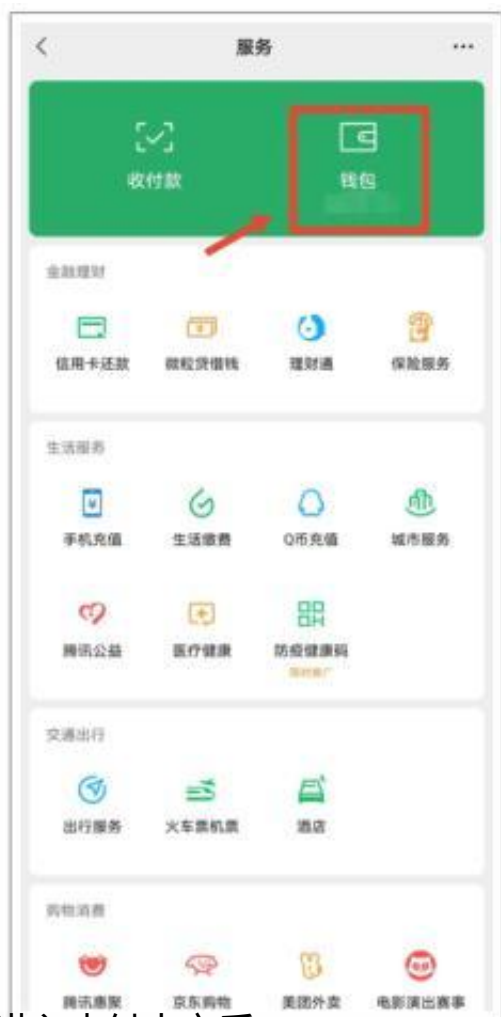 服务
收付款 钱包
金融理财
信用卡还款 微粒贷借钱 理财通 保险服务
生活服务
手机充值 生活缴费 Q币充值 城市服务
腾讯公益 医疗健康 防疫健康码
限时推广
交通出行
出行服务 火车票机票 酒店
购物消费
腾讯惠聚 京东购物 美团外卖 电影演出赛事